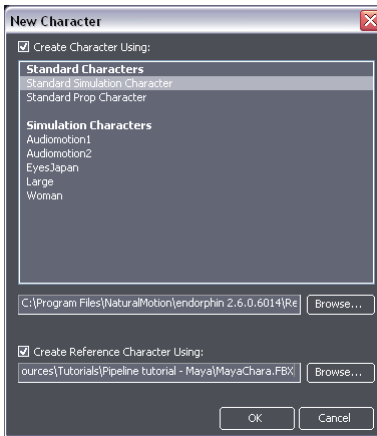 New Character
Create Character Using:
Standard Characters
Standard Simulation Character
Standard Prop Character
Simulation Characters
Audiomotion1
Audiomotion2
EyesJapan
Large
Woman
C:\Program Files\NaturalMotion\endorphin 2.6.0.6014\Re
Browse...
Create Reference Character Using:
ources\Tutorials\Pipeline tutorial - Maya\MayaChara.FBX
Browse...
OK
Cancel